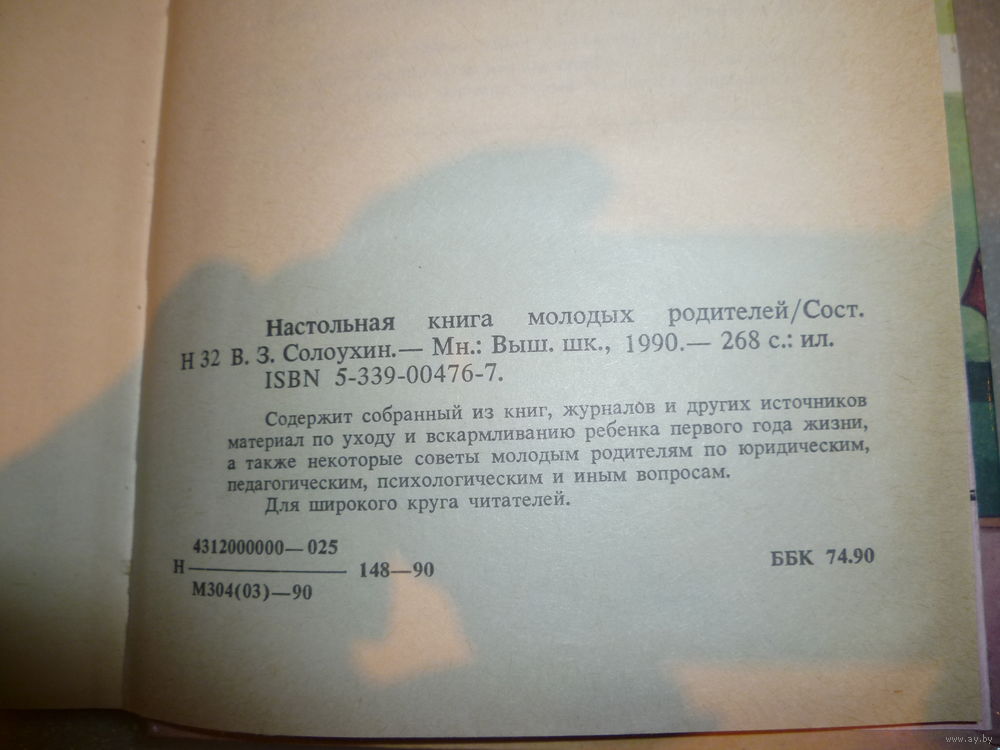 Настольная книга молодых родителей/Сост.
Н 32 В. З. Солоухин.— Мн.: Выш. шк., 1990.— 268 с.: ил.
ISBN 5-339-00476-7.
Содержит собранный из книг, журналов и других источников
материал по уходу и вскармливанию ребенка первого года жизни,
а также некоторые советы молодым родителям по юридическим,
педагогическим, психологическим и иным вопросам.
Для широкого круга читателей.
4312000000—025
Н 148—90
М304(03)—90
ББК 74.90
www.ay.by